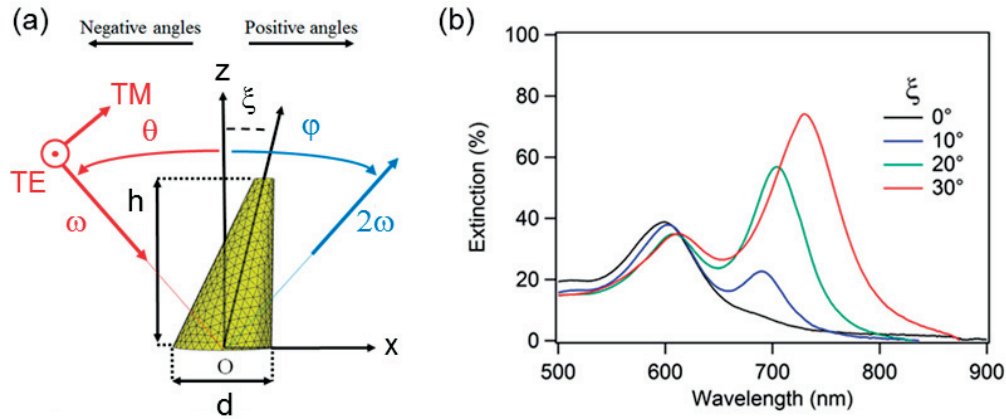 (a)
Negative angles
Positive angles
z
ξ
TM
θ
φ
TE
h
ω
2ω
x
O
d
(b)
100
80
60
40
20
0
Extinction (%)
ξ
0°
10°
20°
30°
500
600
700
800
900
Wavelength (nm)